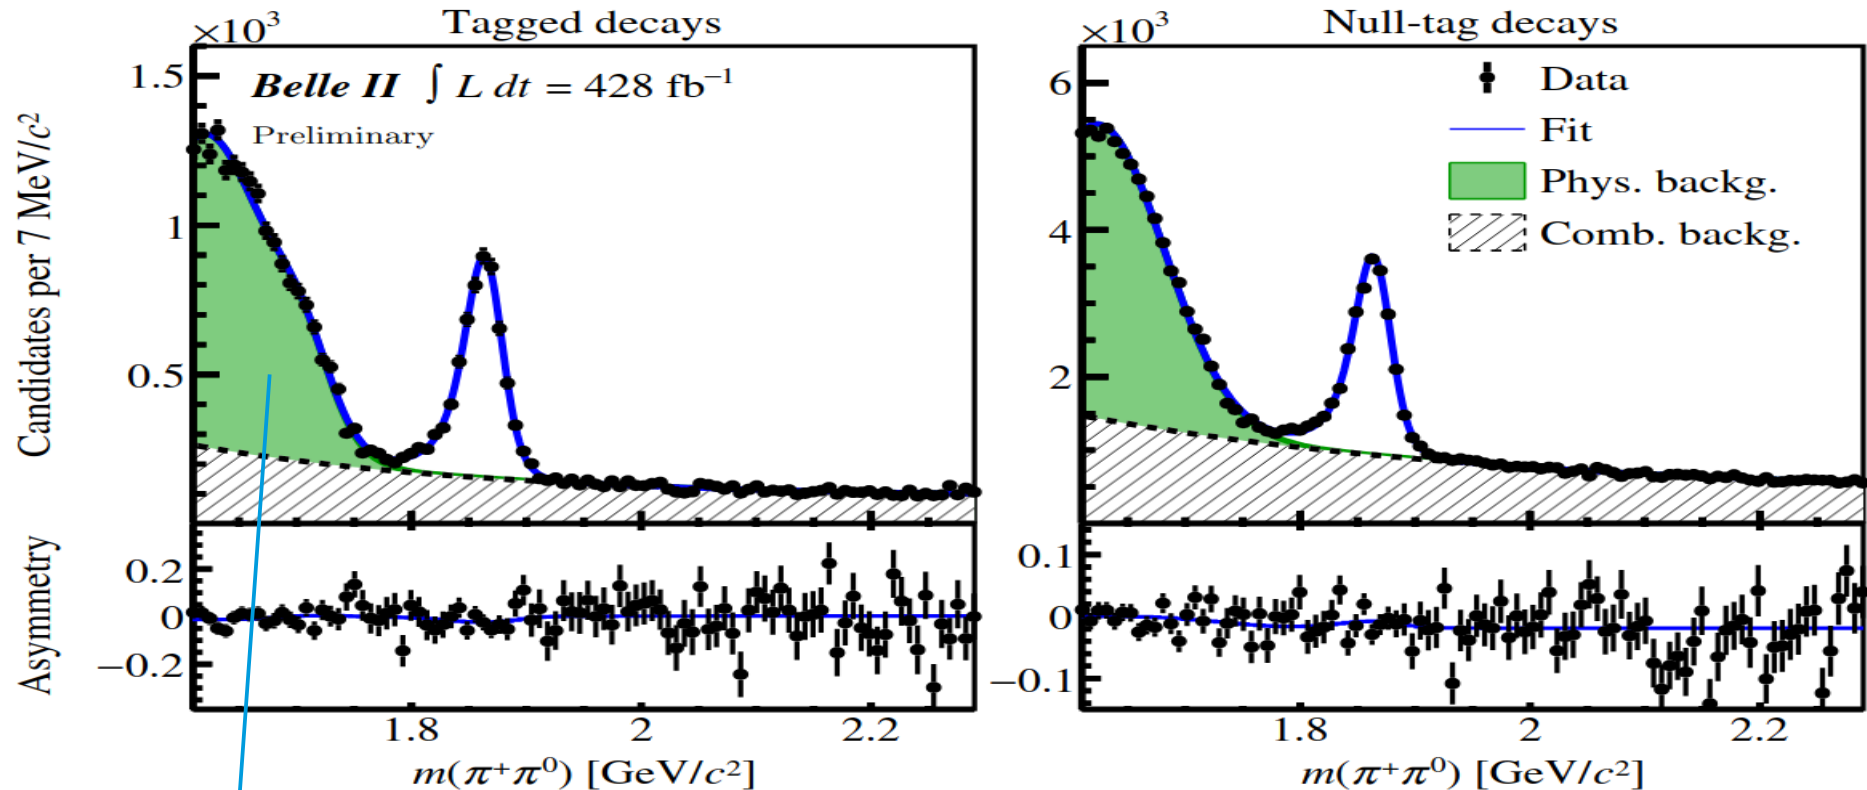 Tagged decays
×10³
Belle II ∫ L dt = 428 fb⁻¹
Preliminary
1.5
1
0.5
Candidates per 7 MeV/c²
0.2
0
−0.2
Asymmetry
1.8 2 2.2
m(π⁺π⁰) [GeV/c²]
Null-tag decays
×10³
Data
Fit
Phys. backg.
Comb. backg.
6
4
2
0.1
0
−0.1
1.8 2 2.2
m(π⁺π⁰) [GeV/c²]